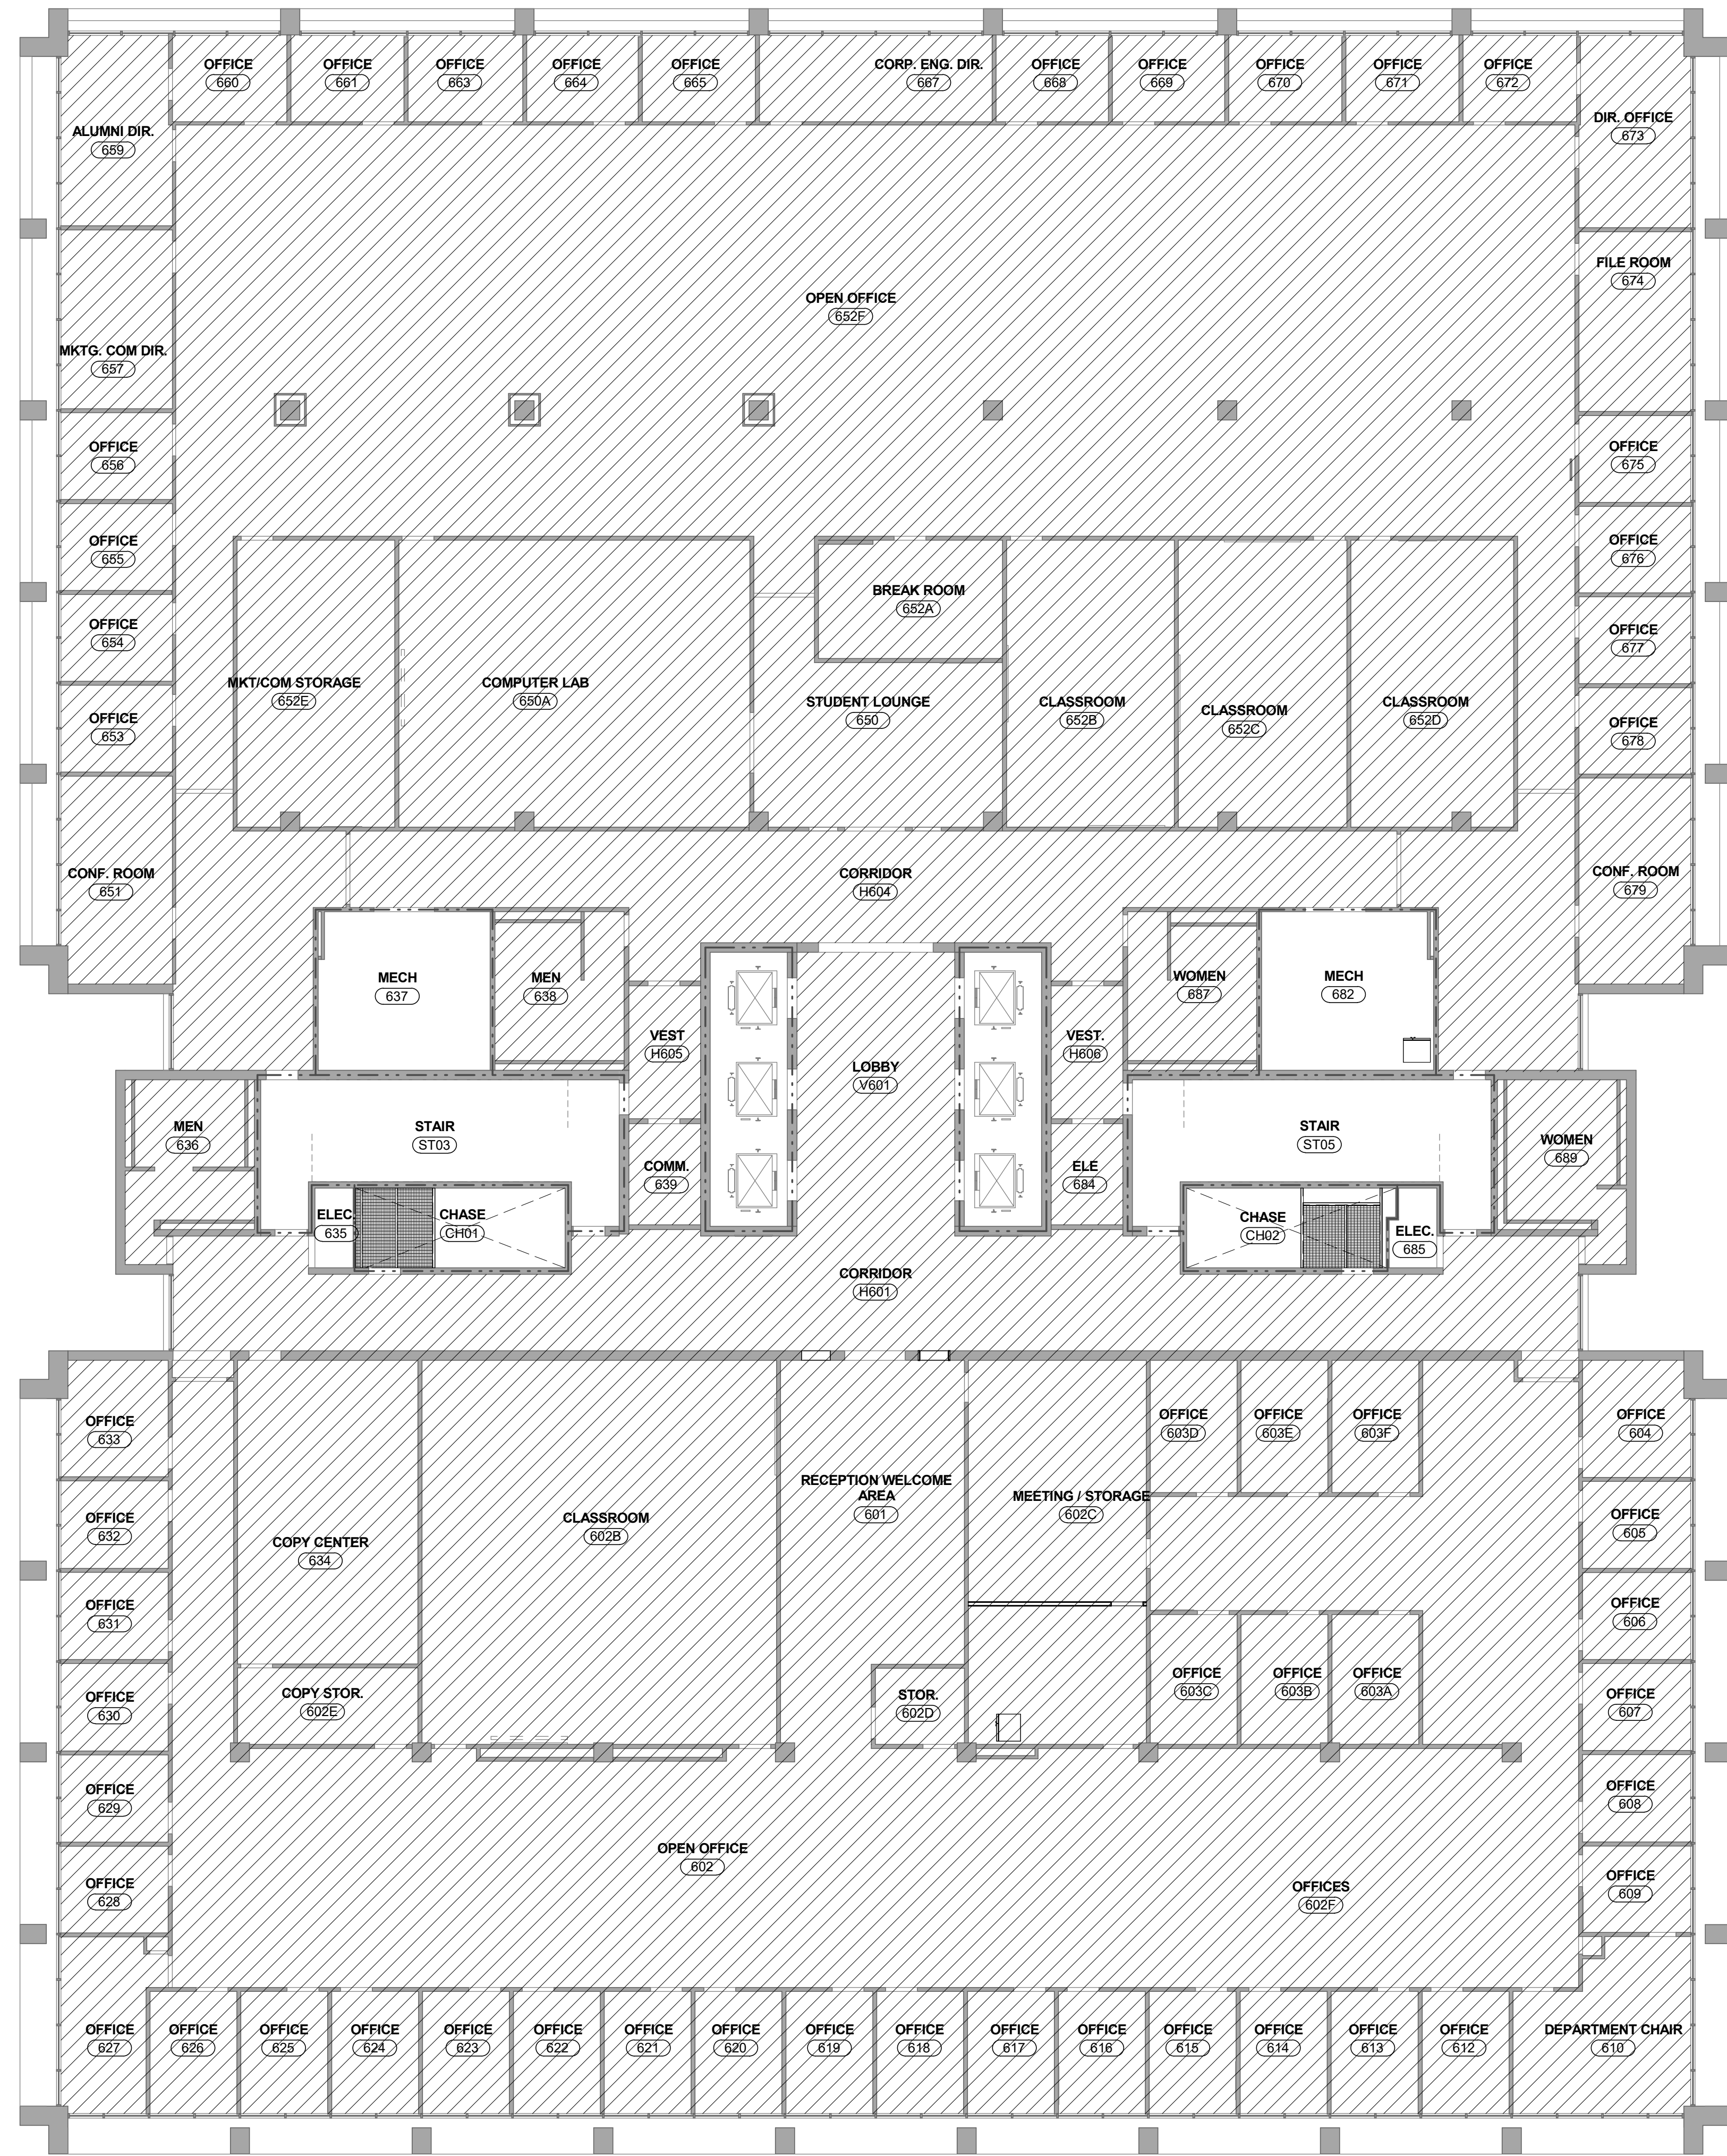 OFFICE
660
OFFICE
661
OFFICE
663
OFFICE
664
OFFICE
665
CORP. ENG. DIR.
667
OFFICE
668
OFFICE
669
OFFICE
670
OFFICE
671
OFFICE
672
ALUMNI DIR.
659
DIR. OFFICE
673
FILE ROOM
674
OPEN OFFICE
652F
MKTG. COM DIR.
657
OFFICE
656
OFFICE
675
OFFICE
655
OFFICE
676
BREAK ROOM
652A
OFFICE
654
OFFICE
677
MKT/COM STORAGE
652E
COMPUTER LAB
650A
STUDENT LOUNGE
650
CLASSROOM
652B
CLASSROOM
652C
CLASSROOM
652D
OFFICE
653
OFFICE
678
CONF. ROOM
651
CORRIDOR
H604
CONF. ROOM
679
MECH
637
MEN
638
WOMEN
687
MECH
682
VEST
H605
LOBBY
V601
VEST.
H606
MEN
636
STAIR
ST03
STAIR
ST05
WOMEN
689
COMM.
639
ELE
684
ELEC.
635
CHASE
CH01
CHASE
CH02
ELEC.
685
CORRIDOR
H601
OFFICE
633
OFFICE
603D
OFFICE
603E
OFFICE
603F
OFFICE
604
RECEPTION WELCOME
AREA
601
MEETING / STORAGE
602C
OFFICE
632
COPY CENTER
634
CLASSROOM
602B
OFFICE
605
OFFICE
631
OFFICE
606
OFFICE
630
COPY STOR.
602E
STOR.
602D
OFFICE
603C
OFFICE
603B
OFFICE
603A
OFFICE
607
OFFICE
629
OFFICE
608
OPEN OFFICE
602
OFFICE
628
OFFICES
602F
OFFICE
609
OFFICE
627
OFFICE
626
OFFICE
625
OFFICE
624
OFFICE
623
OFFICE
622
OFFICE
621
OFFICE
620
OFFICE
619
OFFICE
618
OFFICE
617
OFFICE
616
OFFICE
615
OFFICE
614
OFFICE
613
OFFICE
612
DEPARTMENT CHAIR
610